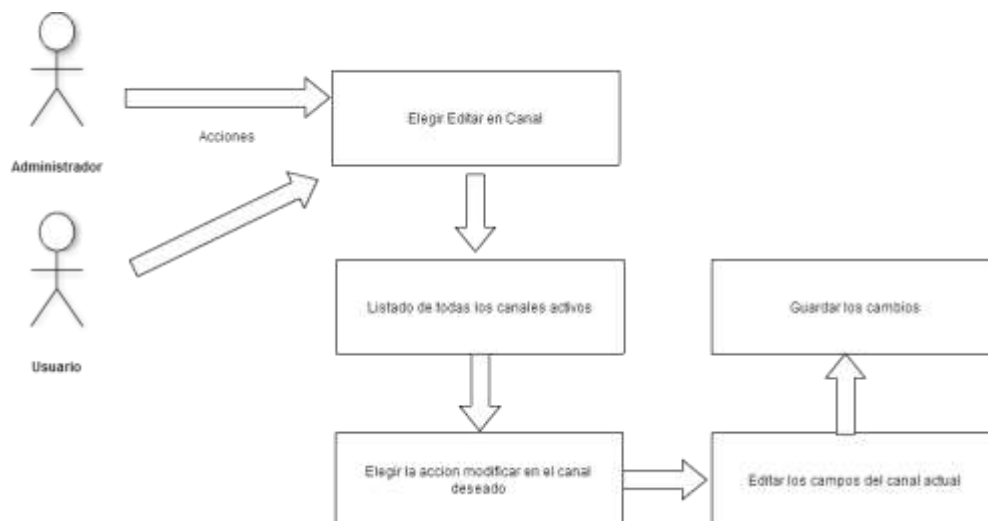 Administrador
Acciones
Elegir Editar en Canal
Usuario
Listado de todas los canales activos
Guardar los cambios
Elegir la accion modificar en el canal
deseado
Editar los campos del canal actual